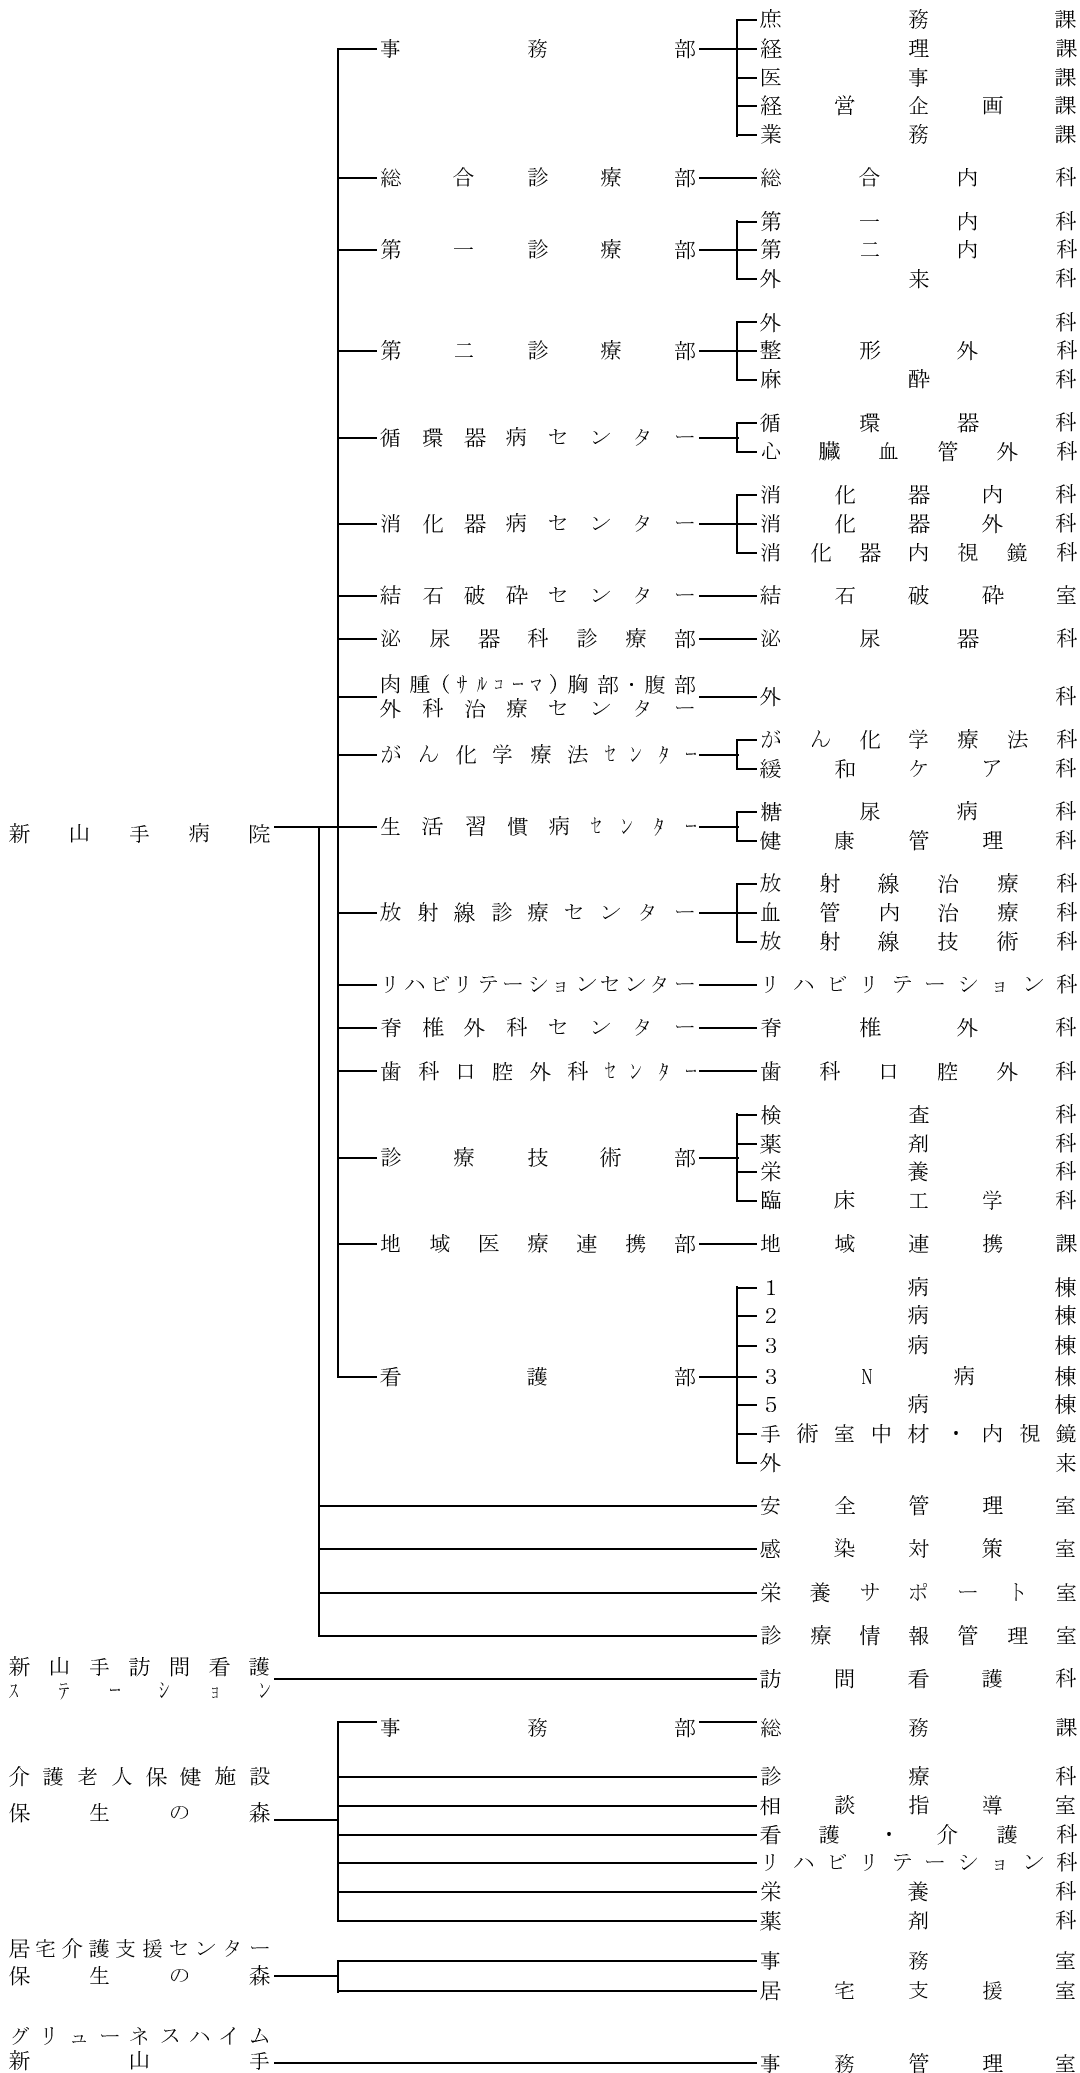 庶務課
事務部 経理課
医事課
経営企画課
業務課
総合診療部 総合内科
第一内科
第一診療部 第二内科
外来科
外科
第二診療部 整形外科
麻酔科
循環器科
循環器病センター
心臓血管外科
消化器内科
消化器病センター 消化器外科
消化器内視鏡科
結石破砕センター 結石破砕室
泌尿器科診療部 泌尿器科
肉腫(ｻﾙｺｰﾏ)胸部・腹部
外科治療センター
外科
がん化学療法科
がん化学療法ｾﾝﾀｰ
緩和ケア科
糖尿病科
新山手病院 生活習慣病ｾﾝﾀｰ
健康管理科
放射線治療科
放射線診療センター 血管内治療科
放射線技術科
リハビリテーションセンター リハビリテーション科
脊椎外科センター 脊椎外科
歯科口腔外科ｾﾝﾀｰ 歯科口腔外科
検査科
薬剤科
診療技術部
栄養科
臨床工学科
地域医療連携部 地域連携課
1病棟
2病棟
3病棟
看護部 3N病棟
5病棟
手術室中材・内視鏡
外来
安全管理室
感染対策室
栄養サポート室
診療情報管理室
新山手訪問看護
ｽﾃｰｼｮﾝ
訪問看護科
事務部 総務課
介護老人保健施設 診療科
保生の森 相談指導室
看護・介護科
リハビリテーション科
栄養科
薬剤科
居宅介護支援センター
保生の森 事務室
居宅支援室
グリューネスハイム
新山手 事務管理室